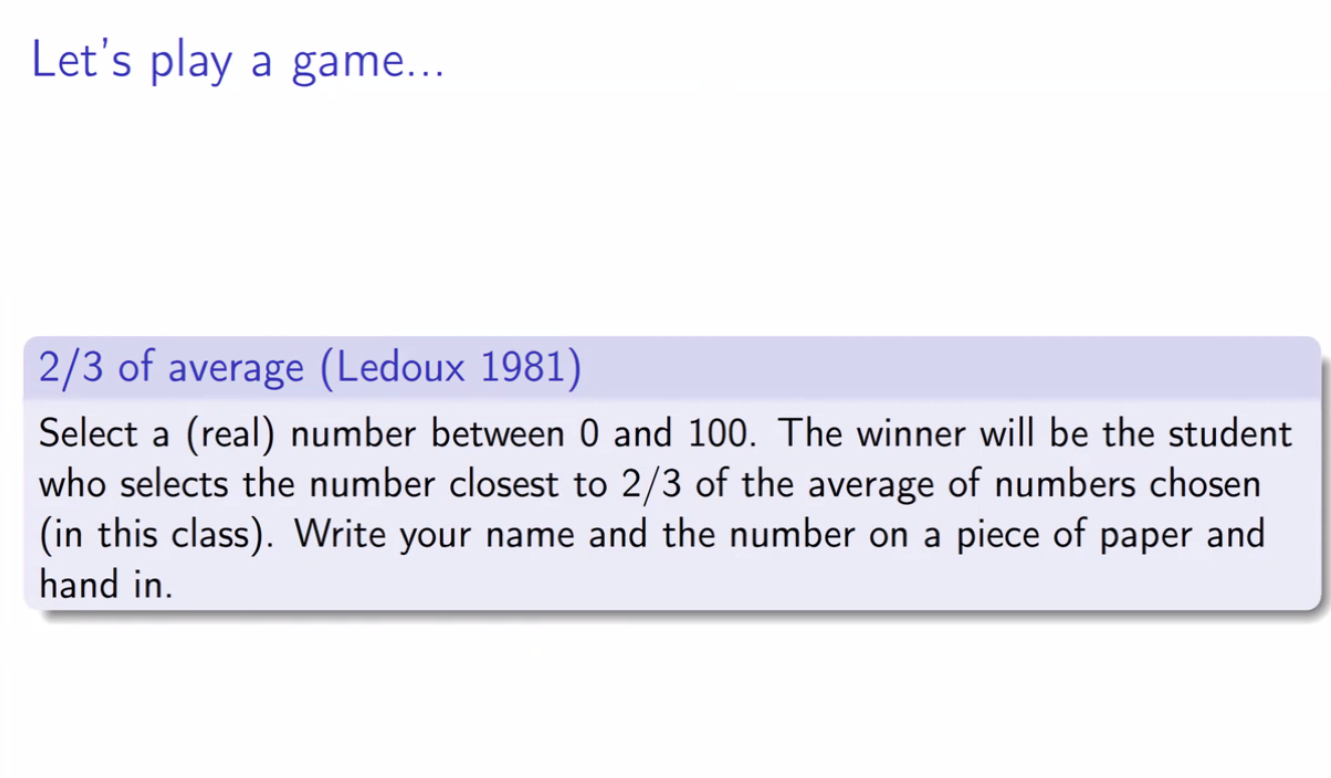 Let's play a game...
2/3 of average (Ledoux 1981)
Select a (real) number between 0 and 100. The winner will be the student
who selects the number closest to 2/3 of the average of numbers chosen
(in this class). Write your name and the number on a piece of paper and
hand in.